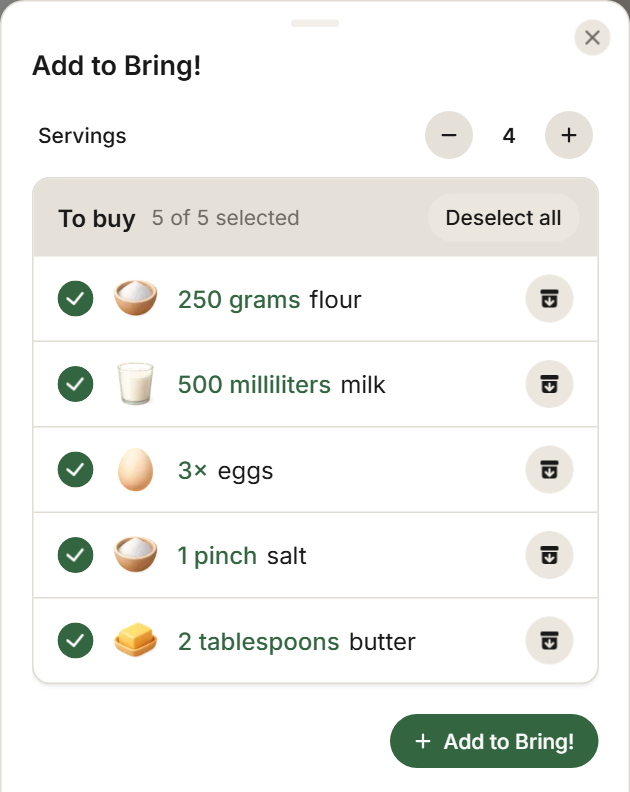 Add to Bring!
Servings − 4 +
To buy 5 of 5 selected Deselect all
250 grams flour
500 milliliters milk
3× eggs
1 pinch salt
2 tablespoons butter
+ Add to Bring!